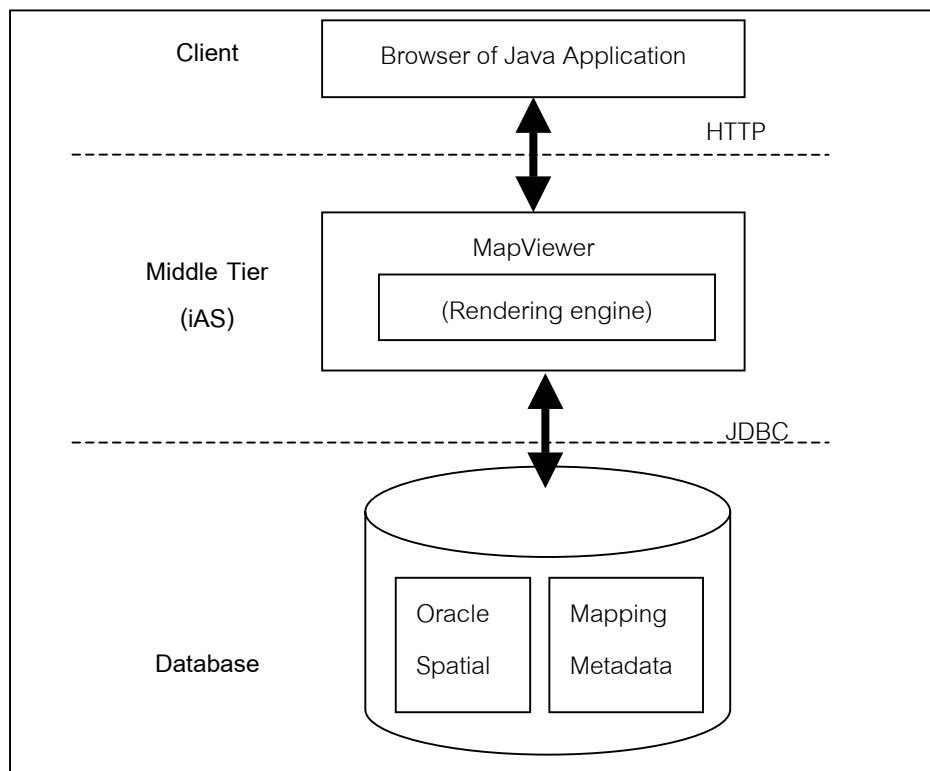 Client
Browser of Java Application
HTTP
MapViewer
Middle Tier
(iAS)
(Rendering engine)
JDBC
Oracle
Spatial
Mapping
Metadata
Database